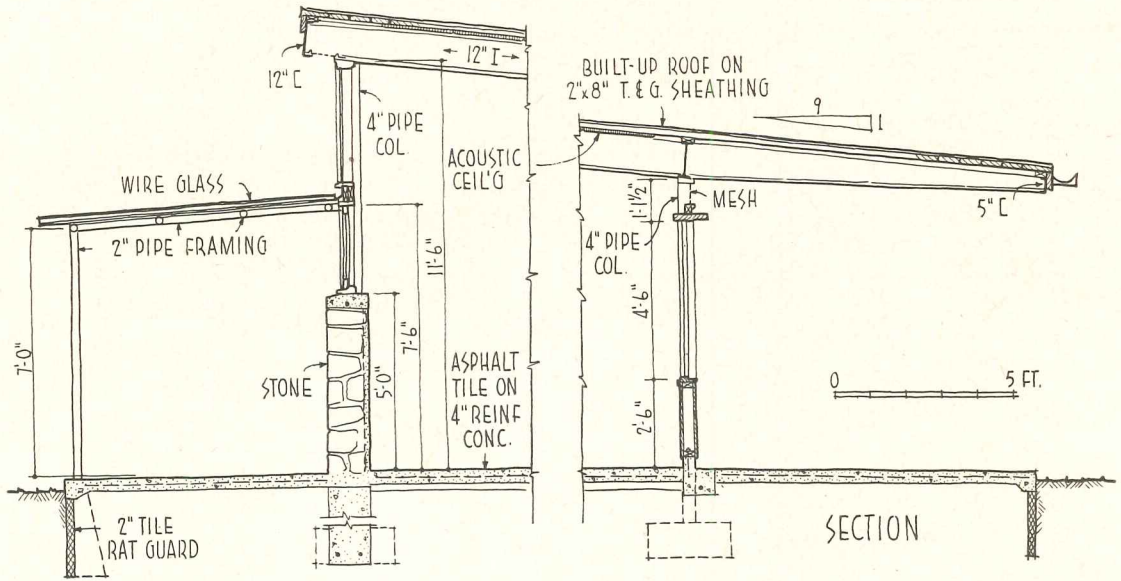 12" I
12" C
BUILT-UP ROOF ON
2"x8" T. & G. SHEATHING
9
1
4" PIPE
COL.
ACOUSTIC
CEIL'G
WIRE GLASS
2" PIPE FRAMING
MESH
5" C
1'-1½"
4" PIPE
COL.
11'-6"
7'-6"
4'-6"
7'-0"
5'-0"
STONE
ASPHALT
TILE ON
4" REINF
CONC.
2'-6"
0
5 FT.
2" TILE
RAT GUARD
SECTION